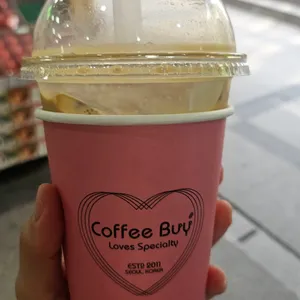 Coffee Buy
Loves Specialty
ESTD 2011
SEOUL, KOREA